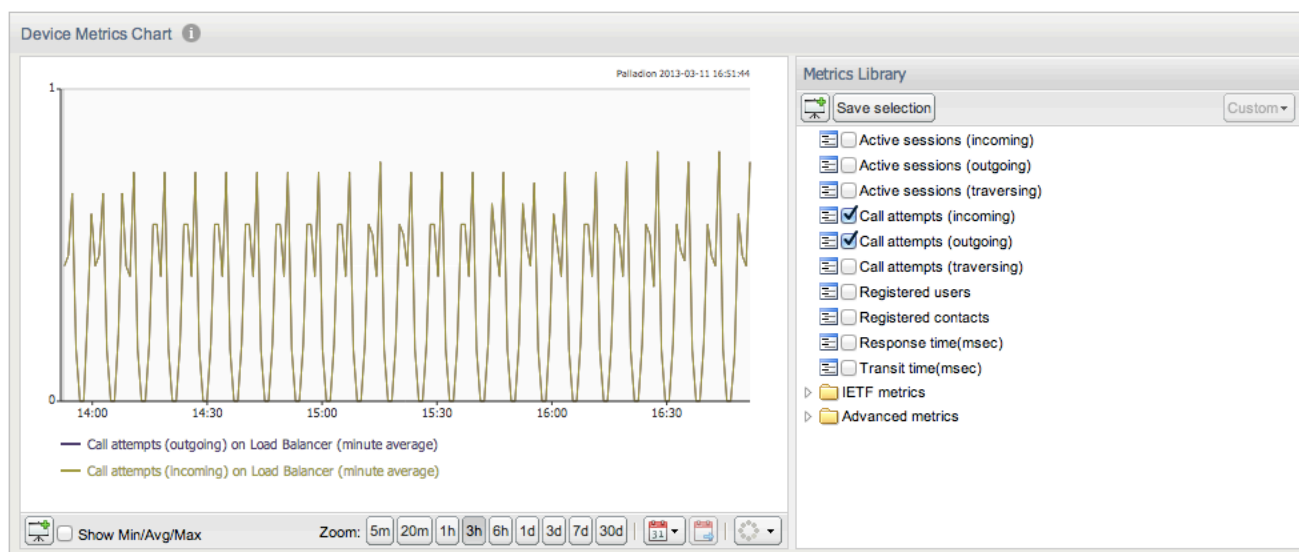 Device Metrics Chart i
Palladion 2013-03-11 16:51:44
1
0
14:00 14:30 15:00 15:30 16:00 16:30
Call attempts (outgoing) on Load Balancer (minute average)
Call attempts (incoming) on Load Balancer (minute average)
Show Min/Avg/Max Zoom: 5m 20m 1h 3h 6h 1d 3d 7d 30d 31
Metrics Library
Save selection Custom
Active sessions (incoming)
Active sessions (outgoing)
Active sessions (traversing)
Call attempts (incoming)
Call attempts (outgoing)
Call attempts (traversing)
Registered users
Registered contacts
Response time(msec)
Transit time(msec)
IETF metrics
Advanced metrics